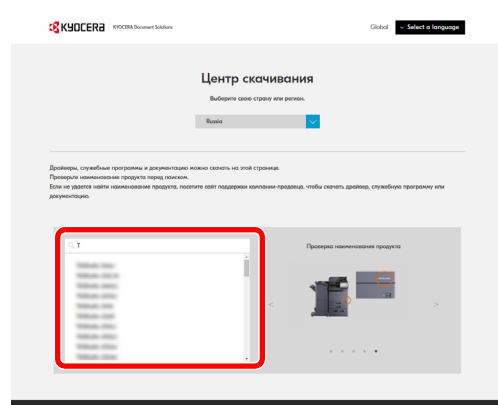 KYOCERA KYOCERA Document Solutions
Global Select a language
Центр скачивания
Выберите свою страну или регион.
Russia
Драйверы, служебные программы и документацию можно скачать на этой странице.
Проверьте наименование продукта перед поиском.
Если не удается найти наименование продукта, посетите сайт поддержки компании-продавца, чтобы скачать драйвер, служебную программу или
документацию.
T
Проверка наименования продукта